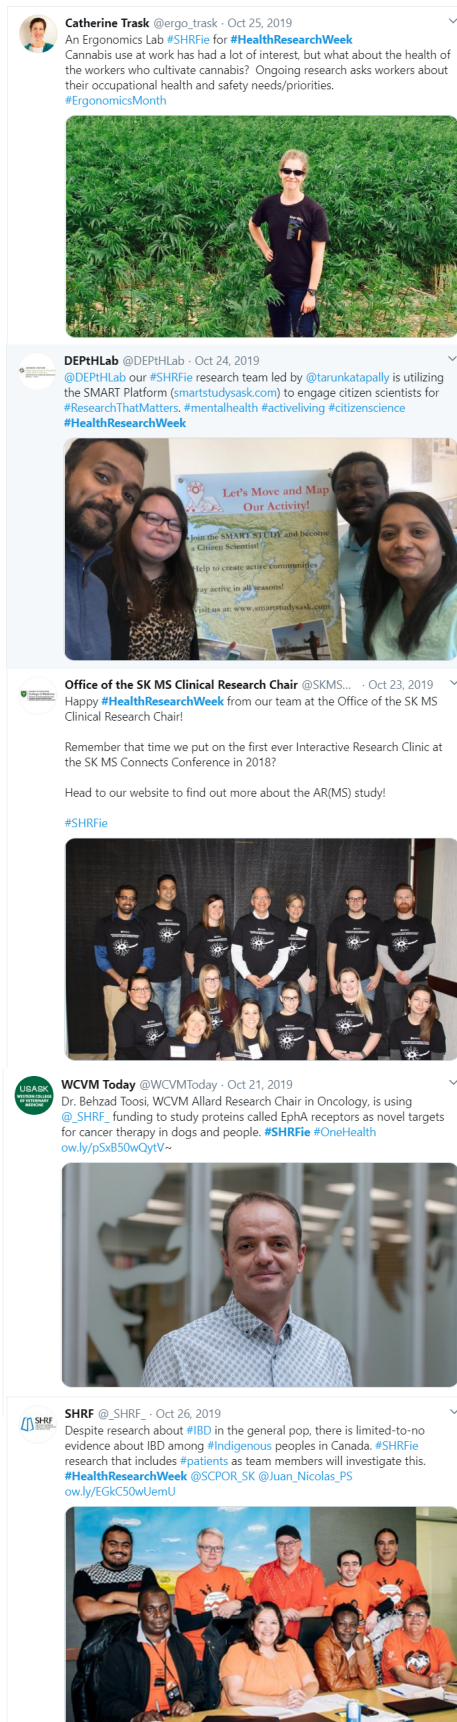 Catherine Trask @ergo_trask · Oct 25, 2019
An Ergonomics Lab #SHRFie for #HealthResearchWeek
Cannabis use at work has had a lot of interest, but what about the health of
the workers who cultivate cannabis?  Ongoing research asks workers about
their occupational health and safety needs/priorities.
#ErgonomicsMonth
DEPtHLab @DEPtHLab · Oct 24, 2019
@DEPtHLab our #SHRFie research team led by @tarunkatapally is utilizing
the SMART Platform (smartstudysask.com) to engage citizen scientists for
#ResearchThatMatters. #mentalhealth #activeliving #citizenscience
#HealthResearchWeek
Let's Move and Map
Our Activity!
Join the SMART STUDY and become
a Citizen Scientist!
Help to create active communities
Stay active in all seasons!
Visit us at: www.smartstudysask.com
Office of the SK MS Clinical Research Chair @SKMS... · Oct 23, 2019
Happy #HealthResearchWeek from our team at the Office of the SK MS
Clinical Research Chair!
Remember that time we put on the first ever Interactive Research Clinic at
the SK MS Connects Conference in 2018?
Head to our website to find out more about the AR(MS) study!
#SHRFie
USASK
WESTERN COLLEGE
OF VETERINARY
MEDICINE
WCVM Today @WCVMToday · Oct 21, 2019
Dr. Behzad Toosi, WCVM Allard Research Chair in Oncology, is using
@_SHRF_ funding to study proteins called EphA receptors as novel targets
for cancer therapy in dogs and people. #SHRFie #OneHealth
ow.ly/pSxB50wQytV~
SHRF
SHRF @_SHRF_ · Oct 26, 2019
Despite research about #IBD in the general pop, there is limited-to-no
evidence about IBD among #Indigenous peoples in Canada. #SHRFie
research that includes #patients as team members will investigate this.
#HealthResearchWeek @SCPOR_SK @Juan_Nicolas_PS
ow.ly/EGkC50wUemU